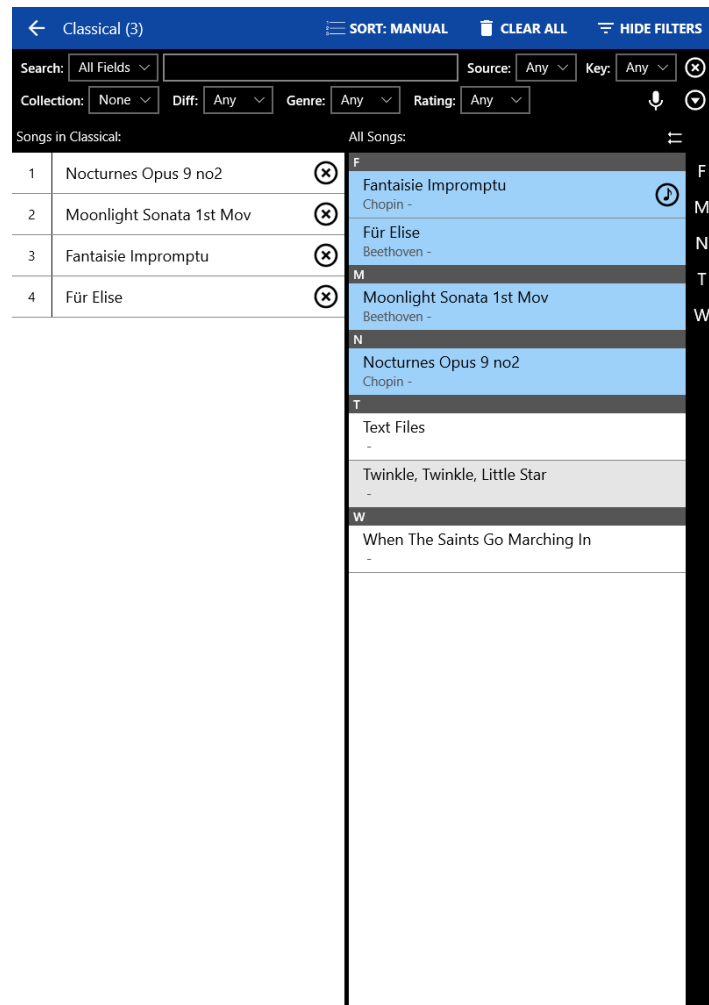 Classical (3) SORT: MANUAL CLEAR ALL HIDE FILTERS
Search: All Fields Source: Any Key: Any
Collection: None Diff: Any Genre: Any Rating: Any
Songs in Classical:
1 Nocturnes Opus 9 no2
2 Moonlight Sonata 1st Mov
3 Fantaisie Impromptu
4 Für Elise
All Songs:
F
Fantaisie Impromptu
Chopin -
Für Elise
Beethoven -
M
Moonlight Sonata 1st Mov
Beethoven -
N
Nocturnes Opus 9 no2
Chopin -
T
Text Files
-
Twinkle, Twinkle, Little Star
-
W
When The Saints Go Marching In
-
F
M
N
T
W